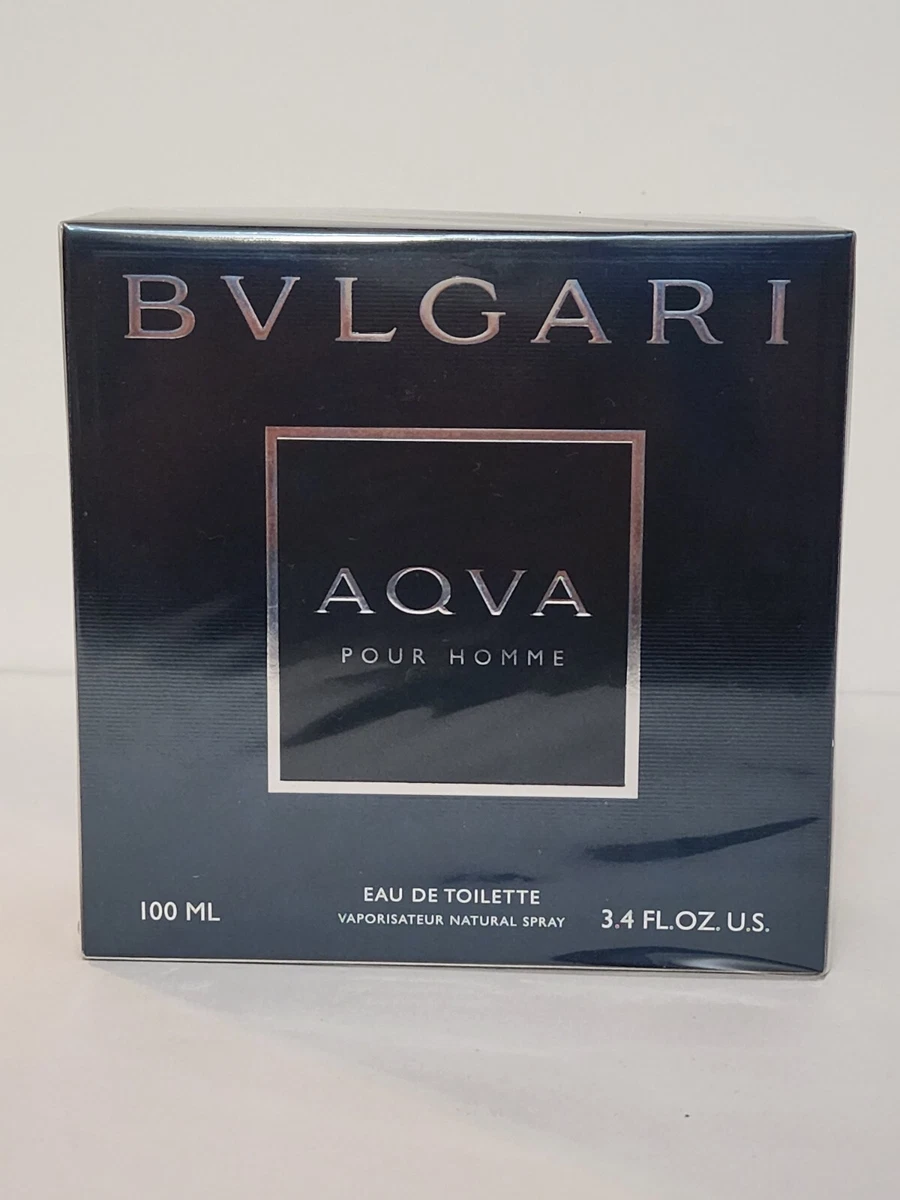 BVLGARI
AQVA
POUR HOMME
EAU DE TOILETTE
VAPORISATEUR NATURAL SPRAY
100 ML
3.4 FL.OZ. U.S.